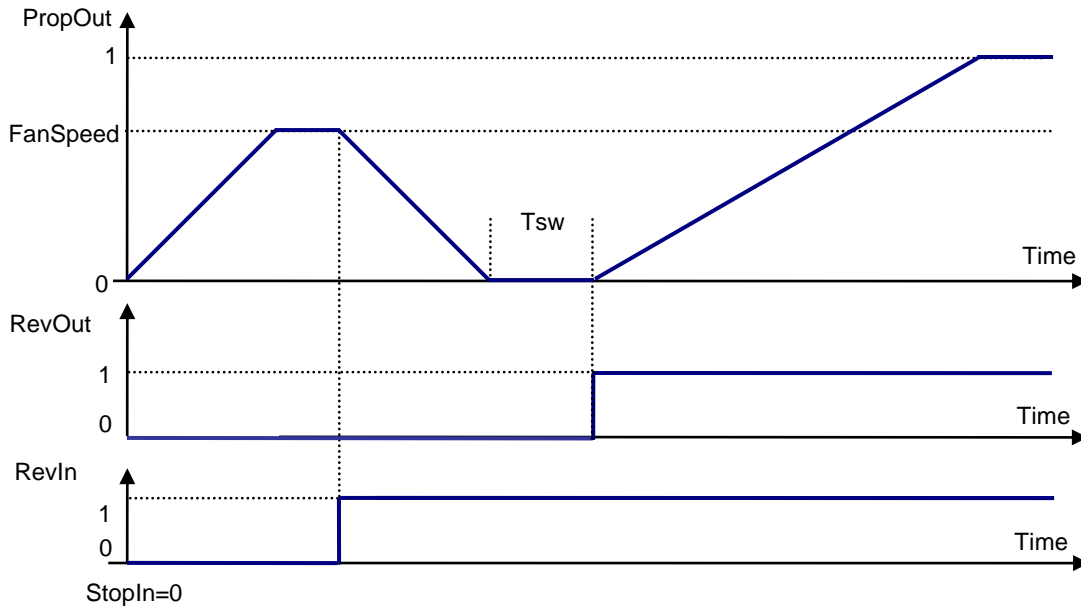 PropOut
1
FanSpeed
Tsw
Time
0
RevOut
1
0
Time
RevIn
1
0
Time
StopIn=0